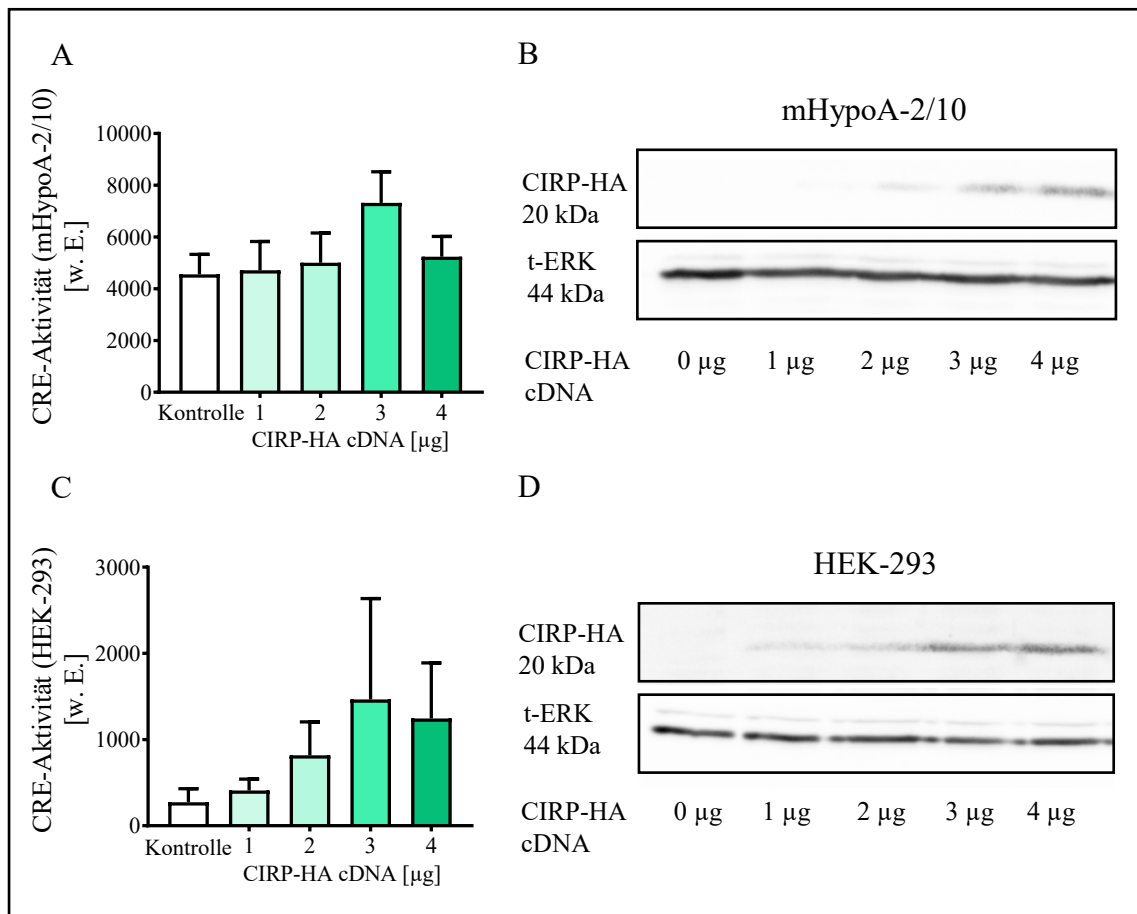 A
CRE-Aktivität (mHypoA-2/10)
[w. E.]
10000
8000
6000
4000
2000
0
Kontrolle 1 2 3 4
CIRP-HA cDNA [µg]
B
mHypoA-2/10
CIRP-HA
20 kDa
t-ERK
44 kDa
CIRP-HA
cDNA
0 µg 1 µg 2 µg 3 µg 4 µg
C
CRE-Aktivität (HEK-293)
[w. E.]
3000
2000
1000
0
Kontrolle 1 2 3 4
CIRP-HA cDNA [µg]
D
HEK-293
CIRP-HA
20 kDa
t-ERK
44 kDa
CIRP-HA
cDNA
0 µg 1 µg 2 µg 3 µg 4 µg